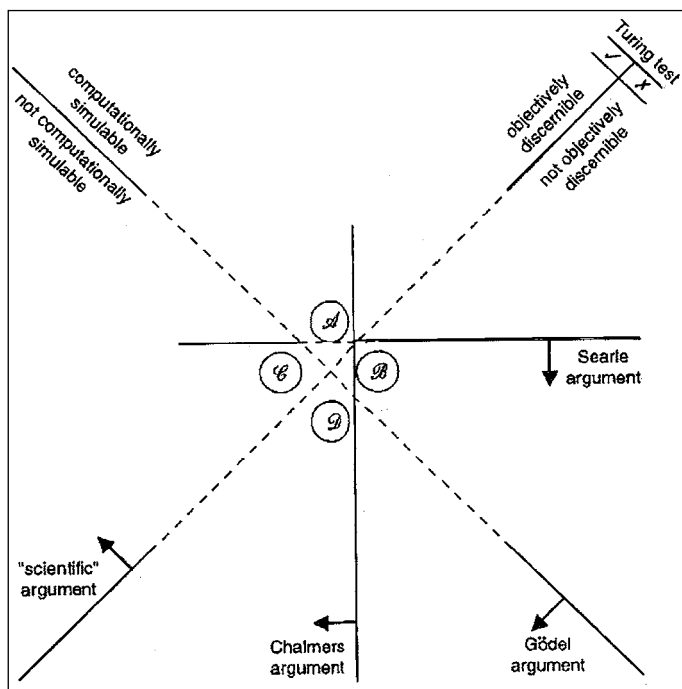 Turing test
✓ ✗
computationally
simulable
not computationally
simulable
objectively
discernible
not objectively
discernible
𝒜
𝒞
ℬ
𝒟
Searle
argument
"scientific"
argument
Chalmers
argument
Gödel
argument